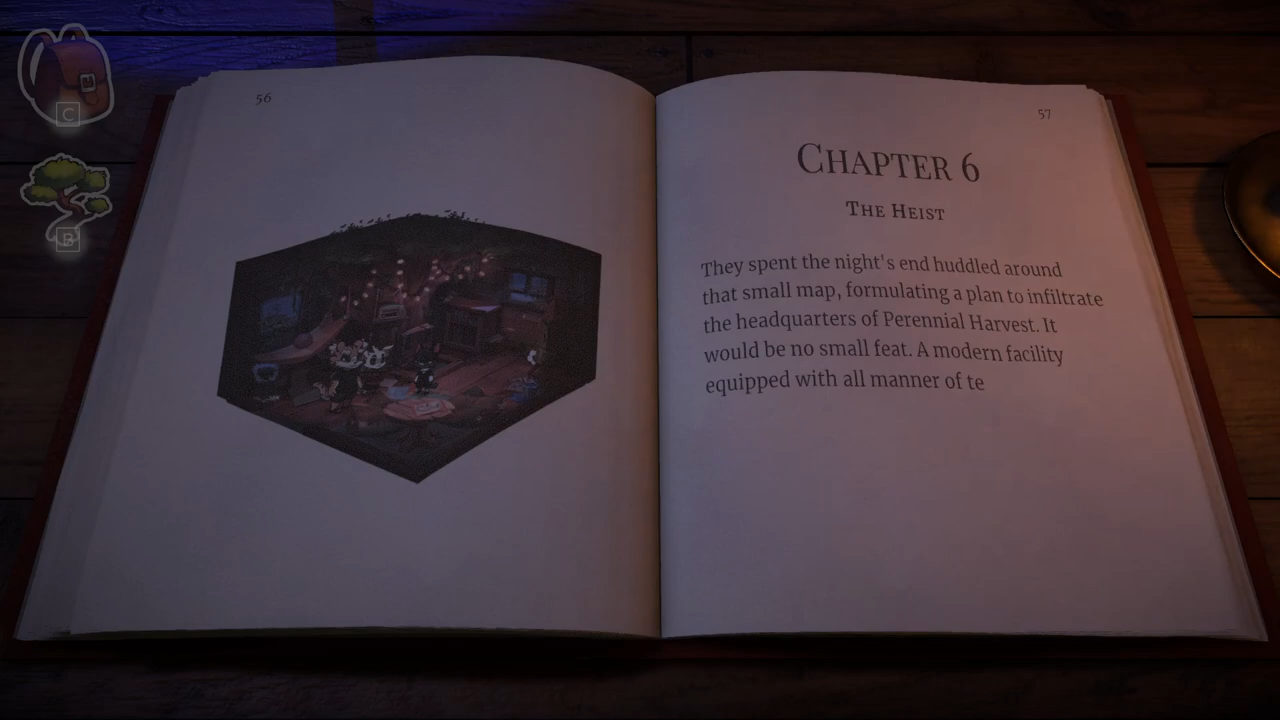 C
B
56
57
Chapter 6
The Heist
They spent the night's end huddled around
that small map, formulating a plan to infiltrate
the headquarters of Perennial Harvest. It
would be no small feat. A modern facility
equipped with all manner of te